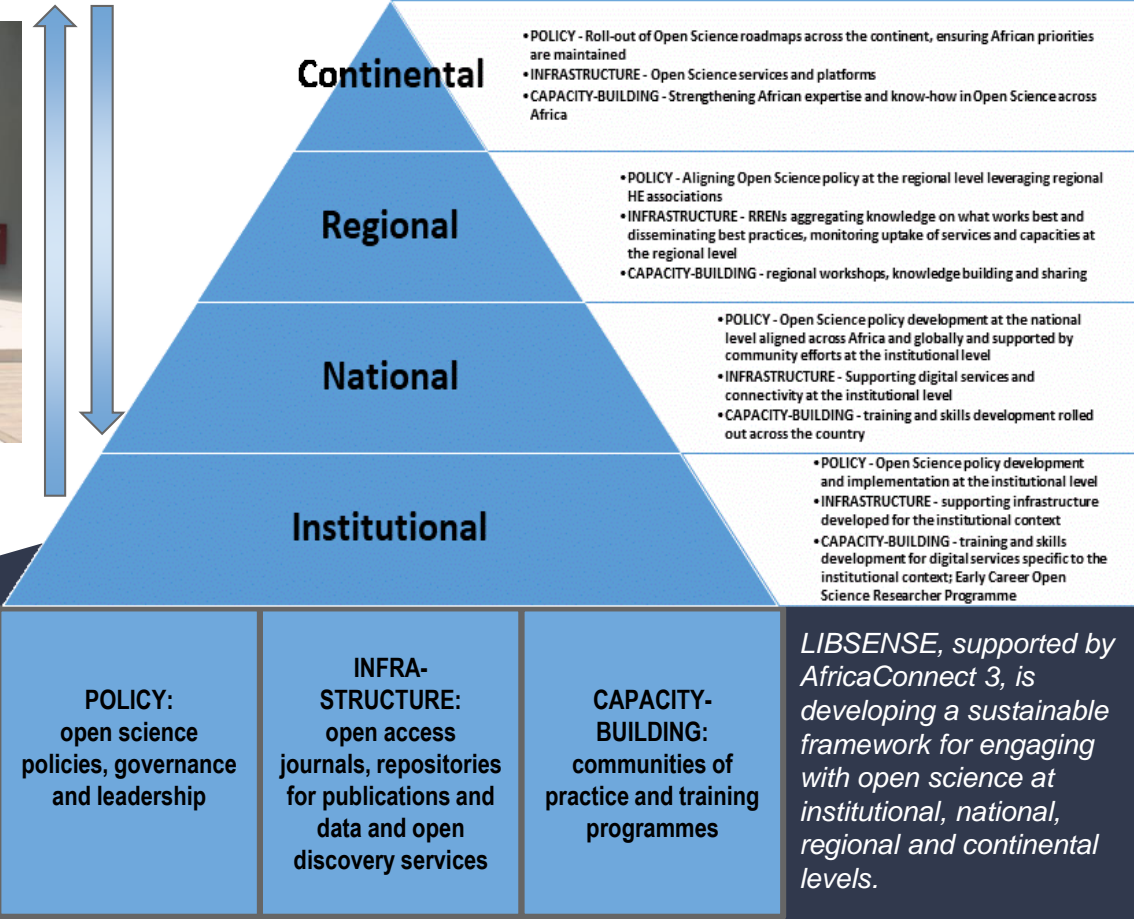 Continental
•POLICY - Roll-out of Open Science roadmaps across the continent, ensuring African priorities
are maintained
•INFRASTRUCTURE - Open Science services and platforms
•CAPACITY-BUILDING - Strengthening African expertise and know-how in Open Science across
Africa
Regional
•POLICY - Aligning Open Science policy at the regional level leveraging regional
HE associations
•INFRASTRUCTURE - RRENs aggregating knowledge on what works best and
disseminating best practices, monitoring uptake of services and capacities at
the regional level
•CAPACITY-BUILDING - regional workshops, knowledge building and sharing
National
•POLICY - Open Science policy development at the national
level aligned across Africa and globally and supported by
community efforts at the institutional level
•INFRASTRUCTURE - Supporting digital services and
connectivity at the institutional level
•CAPACITY-BUILDING - training and skills development rolled
out across the country
Institutional
•POLICY - Open Science policy development
and implementation at the institutional level
•INFRASTRUCTURE - supporting infrastructure
developed for the institutional context
•CAPACITY-BUILDING - training and skills
development for digital services specific to the
institutional context; Early Career Open
Science Researcher Programme
POLICY:
open science
policies, governance
and leadership
INFRA-
STRUCTURE:
open access
journals, repositories
for publications and
data and open
discovery services
CAPACITY-
BUILDING:
communities of
practice and training
programmes
LIBSENSE, supported by
AfricaConnect 3, is
developing a sustainable
framework for engaging
with open science at
institutional, national,
regional and continental
levels.